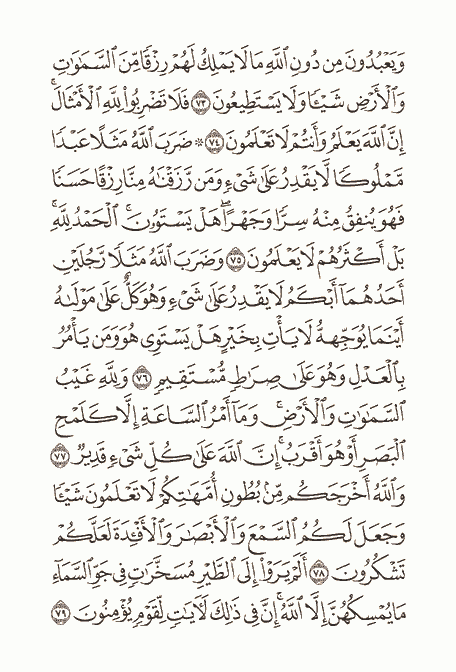 وَيَعْبُدُونَ مِن دُونِ ٱللَّهِ مَا لَا يَمْلِكُ لَهُمْ رِزْقًا مِّنَ ٱلسَّمَٰوَٰتِ
وَٱلْأَرْضِ شَيْـًٔا وَلَا يَسْتَطِيعُونَ ٧٣ فَلَا تَضْرِبُوا۟ لِلَّهِ ٱلْأَمْثَالَ ۚ
إِنَّ ٱللَّهَ يَعْلَمُ وَأَنتُمْ لَا تَعْلَمُونَ ٧٤ ۞ ضَرَبَ ٱللَّهُ مَثَلًا عَبْدًا
مَّمْلُوكًا لَّا يَقْدِرُ عَلَىٰ شَىْءٍ وَمَن رَّزَقْنَٰهُ مِنَّا رِزْقًا حَسَنًا
فَهُوَ يُنفِقُ مِنْهُ سِرًّا وَجَهْرًا ۖ هَلْ يَسْتَوُۥنَ ۚ ٱلْحَمْدُ لِلَّهِ ۚ
بَلْ أَكْثَرُهُمْ لَا يَعْلَمُونَ ٧٥ وَضَرَبَ ٱللَّهُ مَثَلًا رَّجُلَيْنِ
أَحَدُهُمَآ أَبْكَمُ لَا يَقْدِرُ عَلَىٰ شَىْءٍ وَهُوَ كَلٌّ عَلَىٰ مَوْلَىٰهُ
أَيْنَمَا يُوَجِّههُّ لَا يَأْتِ بِخَيْرٍ ۖ هَلْ يَسْتَوِى هُوَ وَمَن يَأْمُرُ
بِٱلْعَدْلِ ۙ وَهُوَ عَلَىٰ صِرَٰطٍ مُّسْتَقِيمٍ ٧٦ وَلِلَّهِ غَيْبُ
ٱلسَّمَٰوَٰتِ وَٱلْأَرْضِ ۚ وَمَآ أَمْرُ ٱلسَّاعَةِ إِلَّا كَلَمْحِ
ٱلْبَصَرِ أَوْ هُوَ أَقْرَبُ ۚ إِنَّ ٱللَّهَ عَلَىٰ كُلِّ شَىْءٍ قَدِيرٌ ٧٧
وَٱللَّهُ أَخْرَجَكُم مِّنۢ بُطُونِ أُمَّهَٰتِكُمْ لَا تَعْلَمُونَ شَيْـًٔا
وَجَعَلَ لَكُمُ ٱلسَّمْعَ وَٱلْأَبْصَٰرَ وَٱلْأَفْـِٔدَةَ ۙ لَعَلَّكُمْ
تَشْكُرُونَ ٧٨ أَلَمْ يَرَوْا۟ إِلَى ٱلطَّيْرِ مُسَخَّرَٰتٍ فِى جَوِّ ٱلسَّمَآءِ
مَا يُمْسِكُهُنَّ إِلَّا ٱللَّهُ ۗ إِنَّ فِى ذَٰلِكَ لَءَايَٰتٍ لِّقَوْمٍ يُؤْمِنُونَ ٧٩